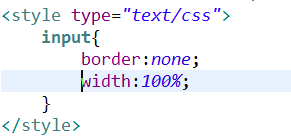 <style type="text/css">
    input{
        border:none;
        width:100%;
    }
</style>